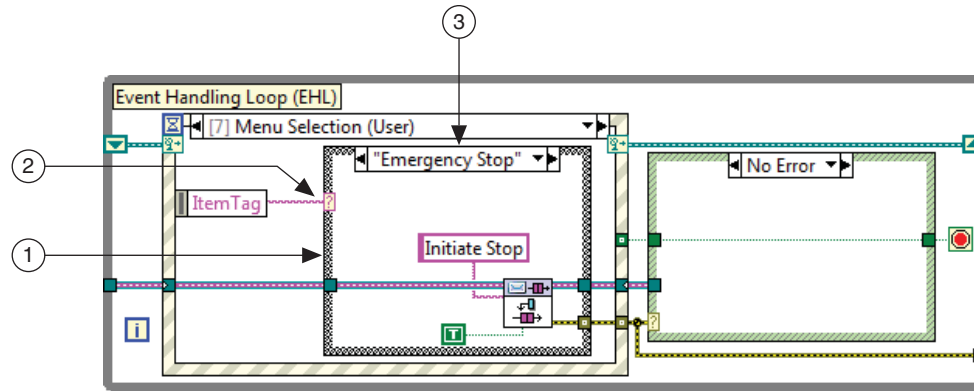 3
Event Handling Loop (EHL)
[7] Menu Selection (User)
2
"Emergency Stop"
No Error
?
ItemTag
1
Initiate Stop
T
i
?